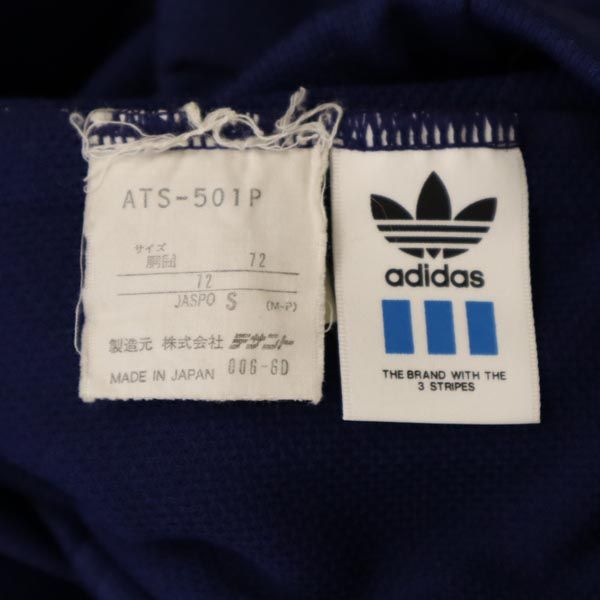 ATS-501P
サイズ
胴囲 72
72
JASPO S (M-P)
製造元 株式会社 デサント
MADE IN JAPAN 006-GD
adidas
THE BRAND WITH THE
3 STRIPES